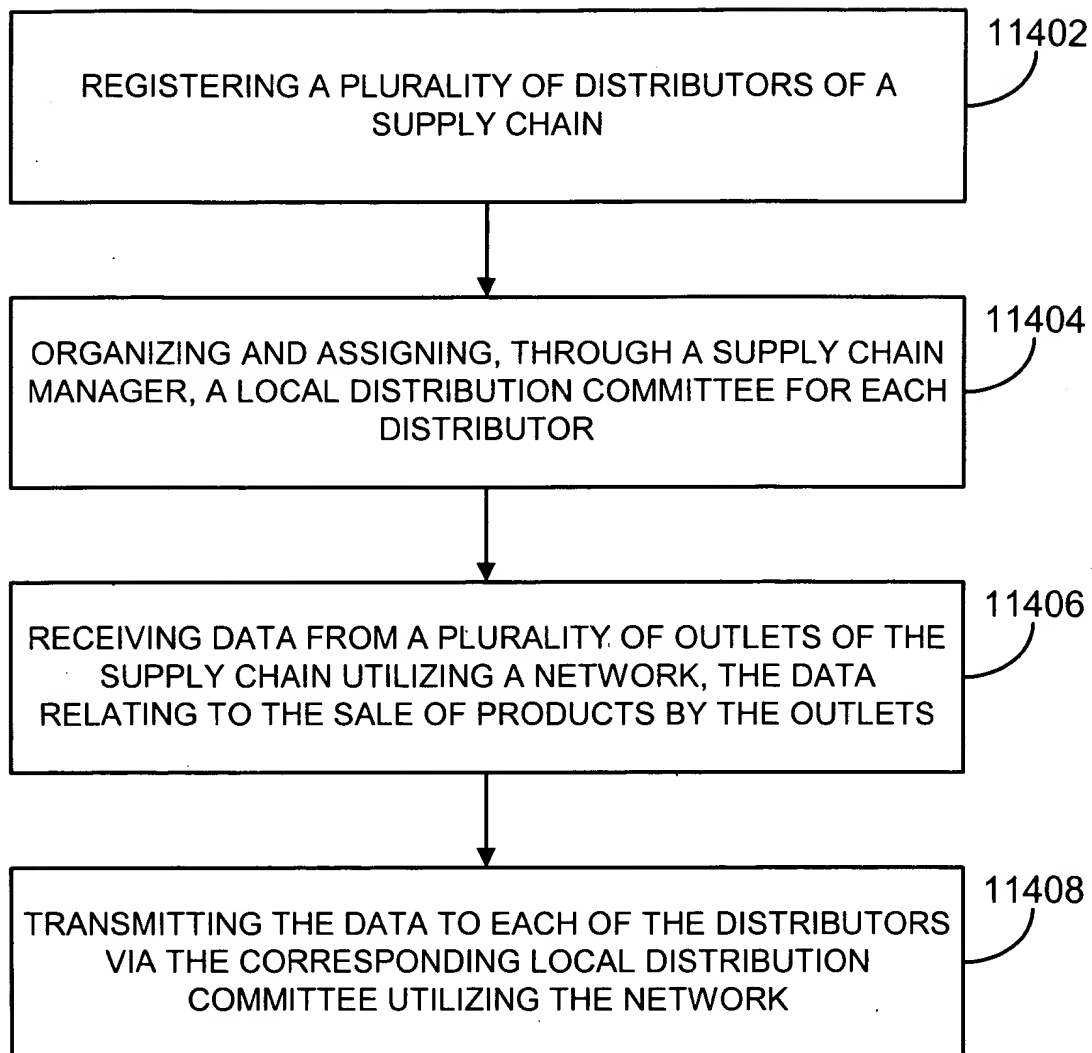 11402
REGISTERING A PLURALITY OF DISTRIBUTORS OF A
SUPPLY CHAIN
11404
ORGANIZING AND ASSIGNING, THROUGH A SUPPLY CHAIN
MANAGER, A LOCAL DISTRIBUTION COMMITTEE FOR EACH
DISTRIBUTOR
11406
RECEIVING DATA FROM A PLURALITY OF OUTLETS OF THE
SUPPLY CHAIN UTILIZING A NETWORK, THE DATA
RELATING TO THE SALE OF PRODUCTS BY THE OUTLETS
11408
TRANSMITTING THE DATA TO EACH OF THE DISTRIBUTORS
VIA THE CORRESPONDING LOCAL DISTRIBUTION
COMMITTEE UTILIZING THE NETWORK